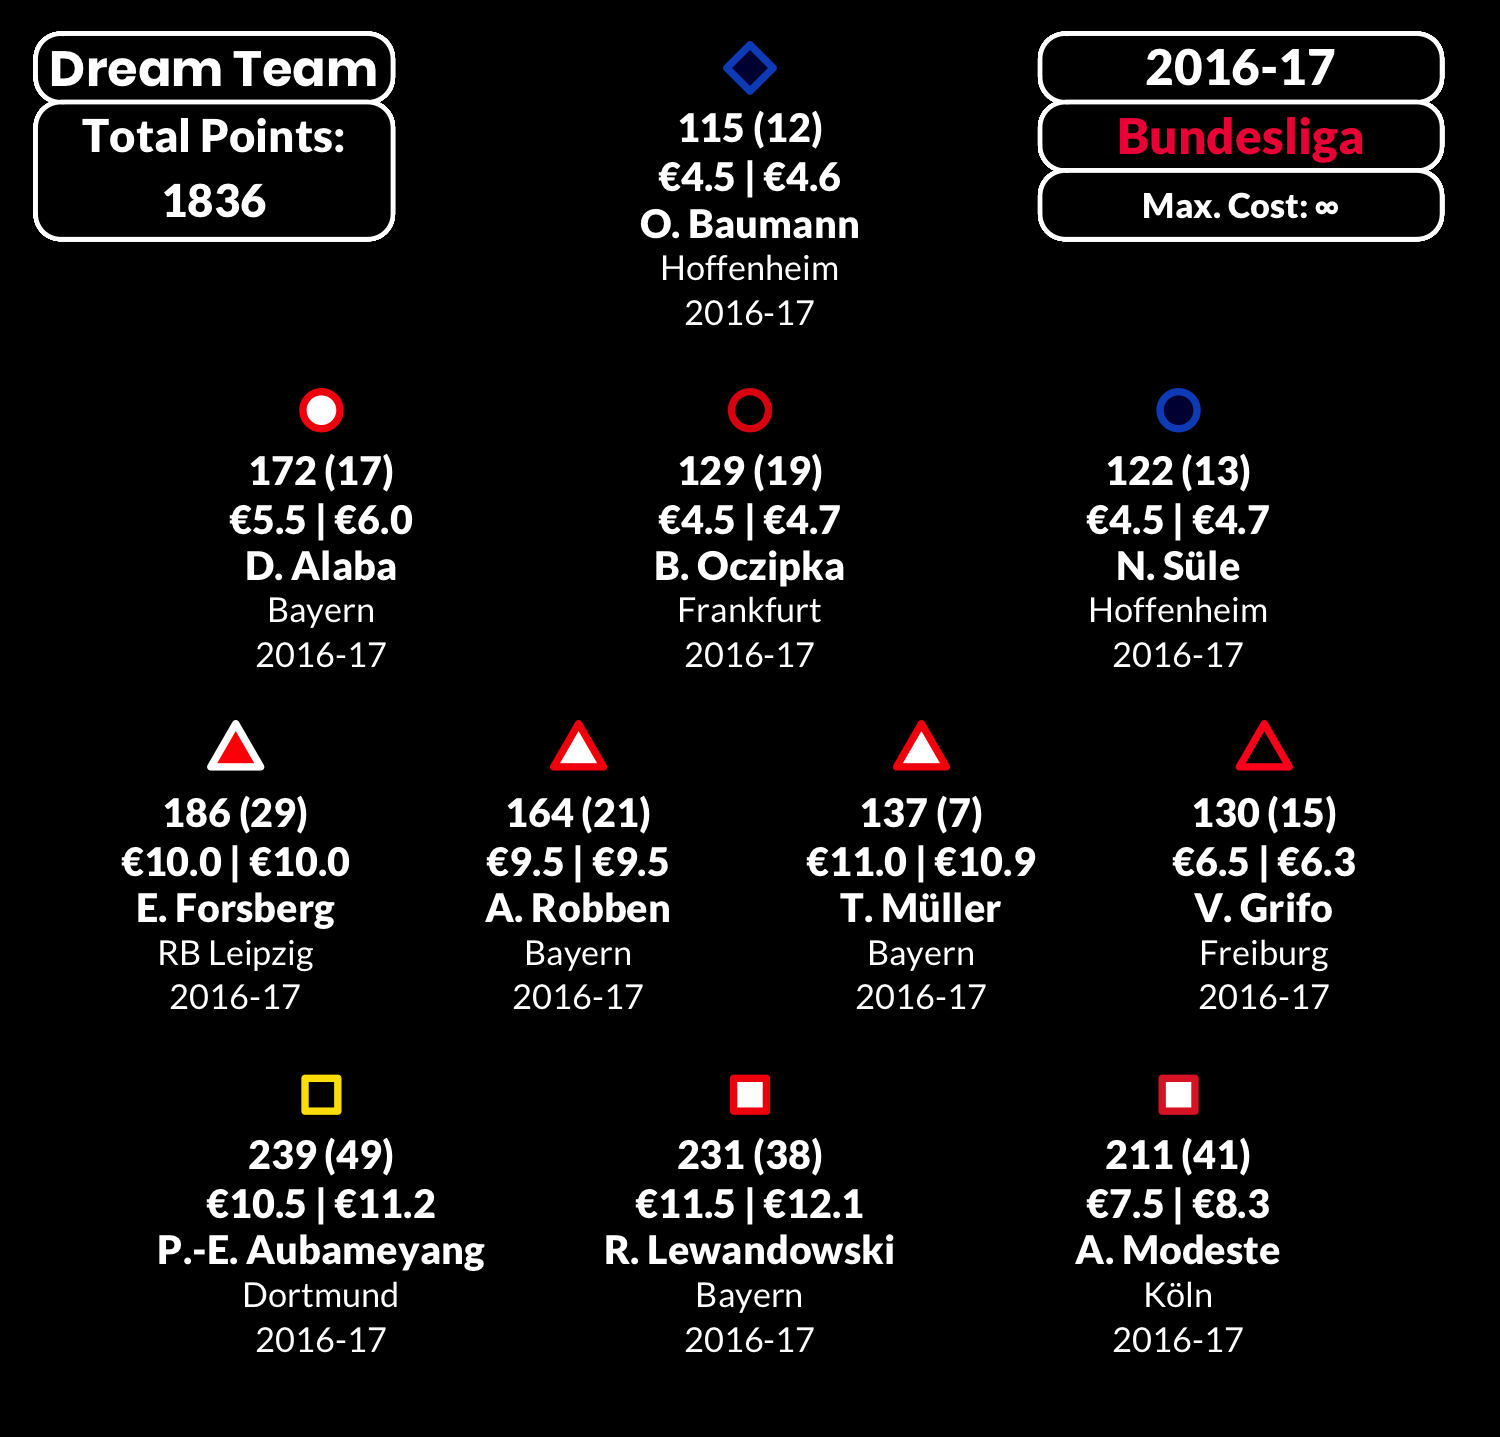 Dream Team
Total Points:
1836
2016-17
Bundesliga
Max. Cost: ∞
115 (12)
€4.5 | €4.6
O. Baumann
Hoffenheim
2016-17
172 (17)
€5.5 | €6.0
D. Alaba
Bayern
2016-17
129 (19)
€4.5 | €4.7
B. Oczipka
Frankfurt
2016-17
122 (13)
€4.5 | €4.7
N. Süle
Hoffenheim
2016-17
186 (29)
€10.0 | €10.0
E. Forsberg
RB Leipzig
2016-17
164 (21)
€9.5 | €9.5
A. Robben
Bayern
2016-17
137 (7)
€11.0 | €10.9
T. Müller
Bayern
2016-17
130 (15)
€6.5 | €6.3
V. Grifo
Freiburg
2016-17
239 (49)
€10.5 | €11.2
P.-E. Aubameyang
Dortmund
2016-17
231 (38)
€11.5 | €12.1
R. Lewandowski
Bayern
2016-17
211 (41)
€7.5 | €8.3
A. Modeste
Köln
2016-17